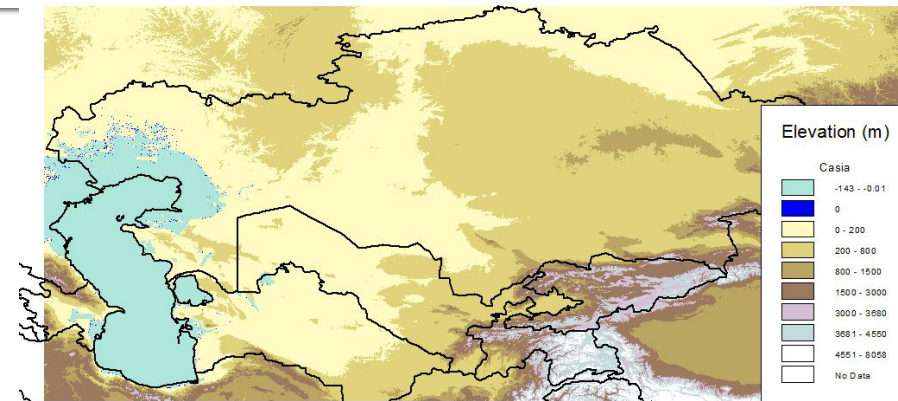 Elevation (m)
Casia
-143 - -0.01
0
0 - 200
200 - 800
800 - 1500
1500 - 3000
3000 - 3680
3681 - 4550
4551 - 8058
No Data